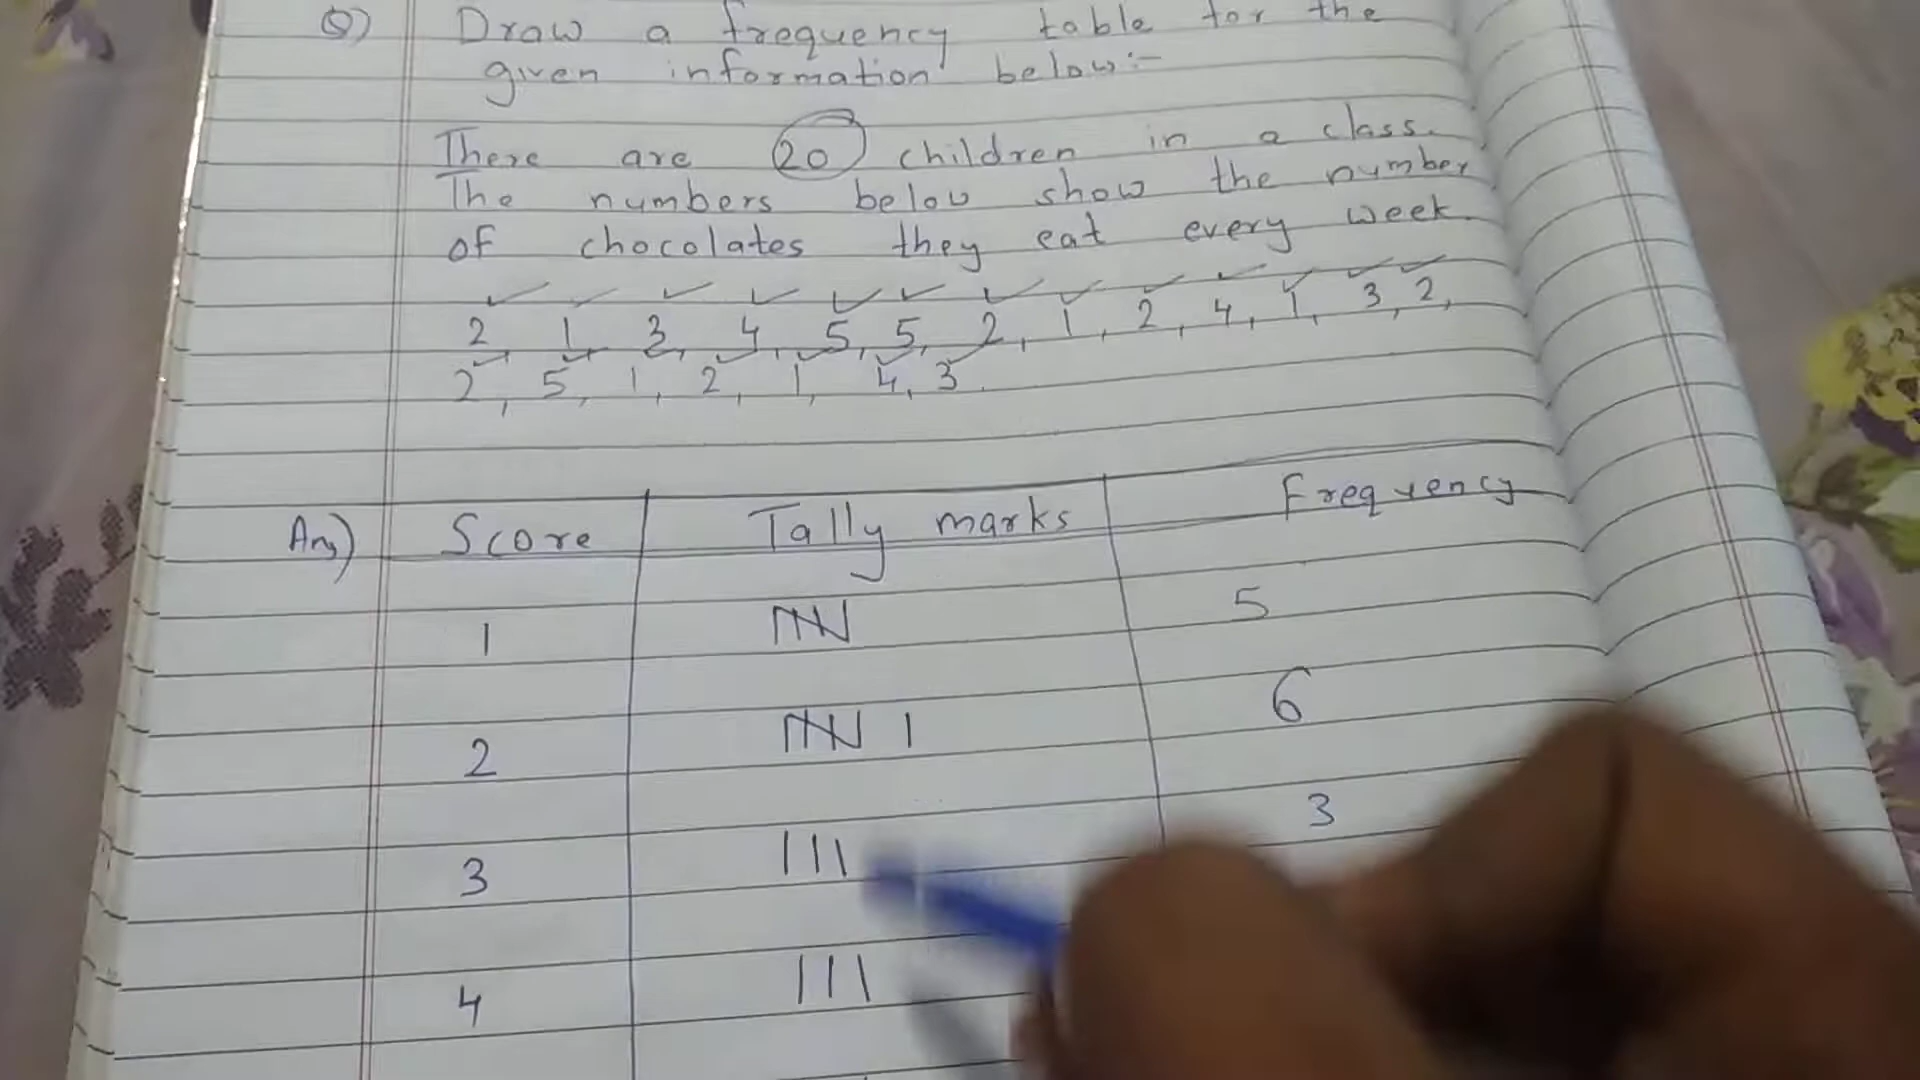 Q) Draw a frequency table for the
given information below:-
There are 20 children in a class.
The numbers below show the number
of chocolates they eat every week.
2, 1, 3, 4, 5, 5, 2, 1, 2, 4, 1, 3, 2,
2, 5, 1, 2, 1, 4, 3.
Ans) Score Tally marks Frequency
1 5
2 6
3 3
4